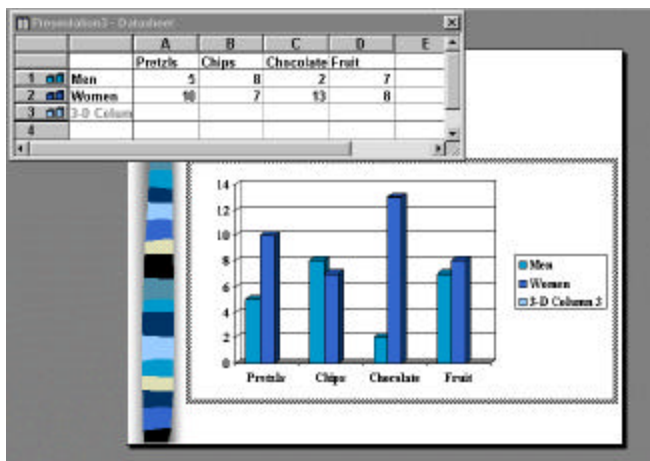 Presentation3 - Datasheet
A B C D E
Pretzls Chips Chocolate Fruit
1 Men 5 8 2 7
2 Women 10 7 13 8
3 3-D Colum
4
14
12
10
8
6
4
2
0
Pretzls Chips Chocolate Fruit
Men
Women
3-D Column 3